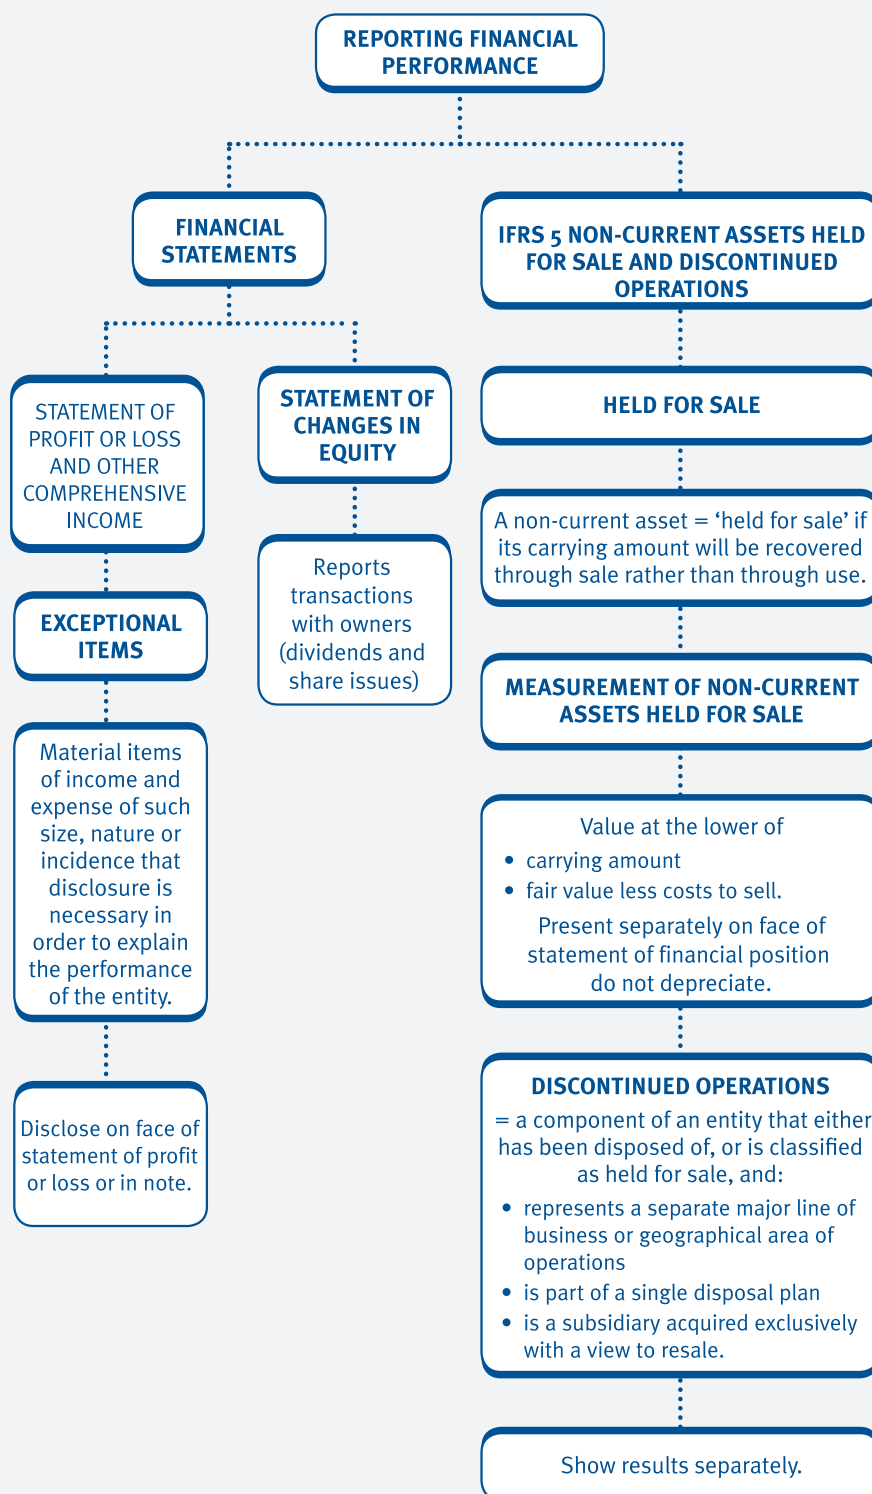 REPORTING FINANCIAL
PERFORMANCE
FINANCIAL
STATEMENTS
STATEMENT OF
PROFIT OR LOSS
AND OTHER
COMPREHENSIVE
INCOME
EXCEPTIONAL
ITEMS
Material items
of income and
expense of such
size, nature or
incidence that
disclosure is
necessary in
order to explain
the performance
of the entity.
Disclose on face of
statement of profit
or loss or in note.
STATEMENT OF
CHANGES IN
EQUITY
Reports
transactions
with owners
(dividends and
share issues)
IFRS 5 NON-CURRENT ASSETS HELD
FOR SALE AND DISCONTINUED
OPERATIONS
HELD FOR SALE
A non-current asset = ‘held for sale’ if
its carrying amount will be recovered
through sale rather than through use.
MEASUREMENT OF NON-CURRENT
ASSETS HELD FOR SALE
Value at the lower of
• carrying amount
• fair value less costs to sell.
Present separately on face of
statement of financial position
do not depreciate.
DISCONTINUED OPERATIONS
= a component of an entity that either
has been disposed of, or is classified
as held for sale, and:
• represents a separate major line of
business or geographical area of
operations
• is part of a single disposal plan
• is a subsidiary acquired exclusively
with a view to resale.
Show results separately.